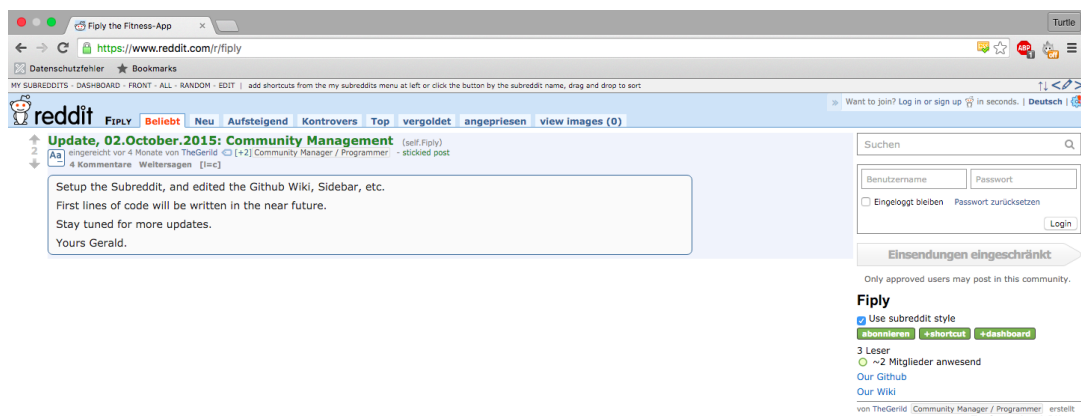 Fiply the Fitness-App
Turtle
https://www.reddit.com/r/fiply
ABP
1
off
Datenschutzfehler
Bookmarks
MY SUBREDDITS - DASHBOARD - FRONT - ALL - RANDOM - EDIT | add shortcuts from the my subreddits menu at left or click the button by the subreddit name, drag and drop to sort
reddit FIPLY Beliebt Neu Aufsteigend Kontrovers Top vergoldet angepriesen view images (0)
» Want to join? Log in or sign up in seconds. | Deutsch |
Update, 02.October.2015: Community Management (self.Fiply)
2
Aa
eingereicht vor 4 Monate von TheGerild [+2] Community Manager / Programmer - stickied post
4 Kommentare Weitersagen [l=c]
Setup the Subreddit, and edited the Github Wiki, Sidebar, etc.
First lines of code will be written in the near future.
Stay tuned for more updates.
Yours Gerald.
Suchen
Benutzername Passwort
Eingeloggt bleiben Passwort zurücksetzen
Login
Einsendungen eingeschränkt
Only approved users may post in this community.
Fiply
Use subreddit style
abonnieren +shortcut +dashboard
3 Leser
~2 Mitglieder anwesend
Our Github
Our Wiki
von TheGerild Community Manager / Programmer erstellt